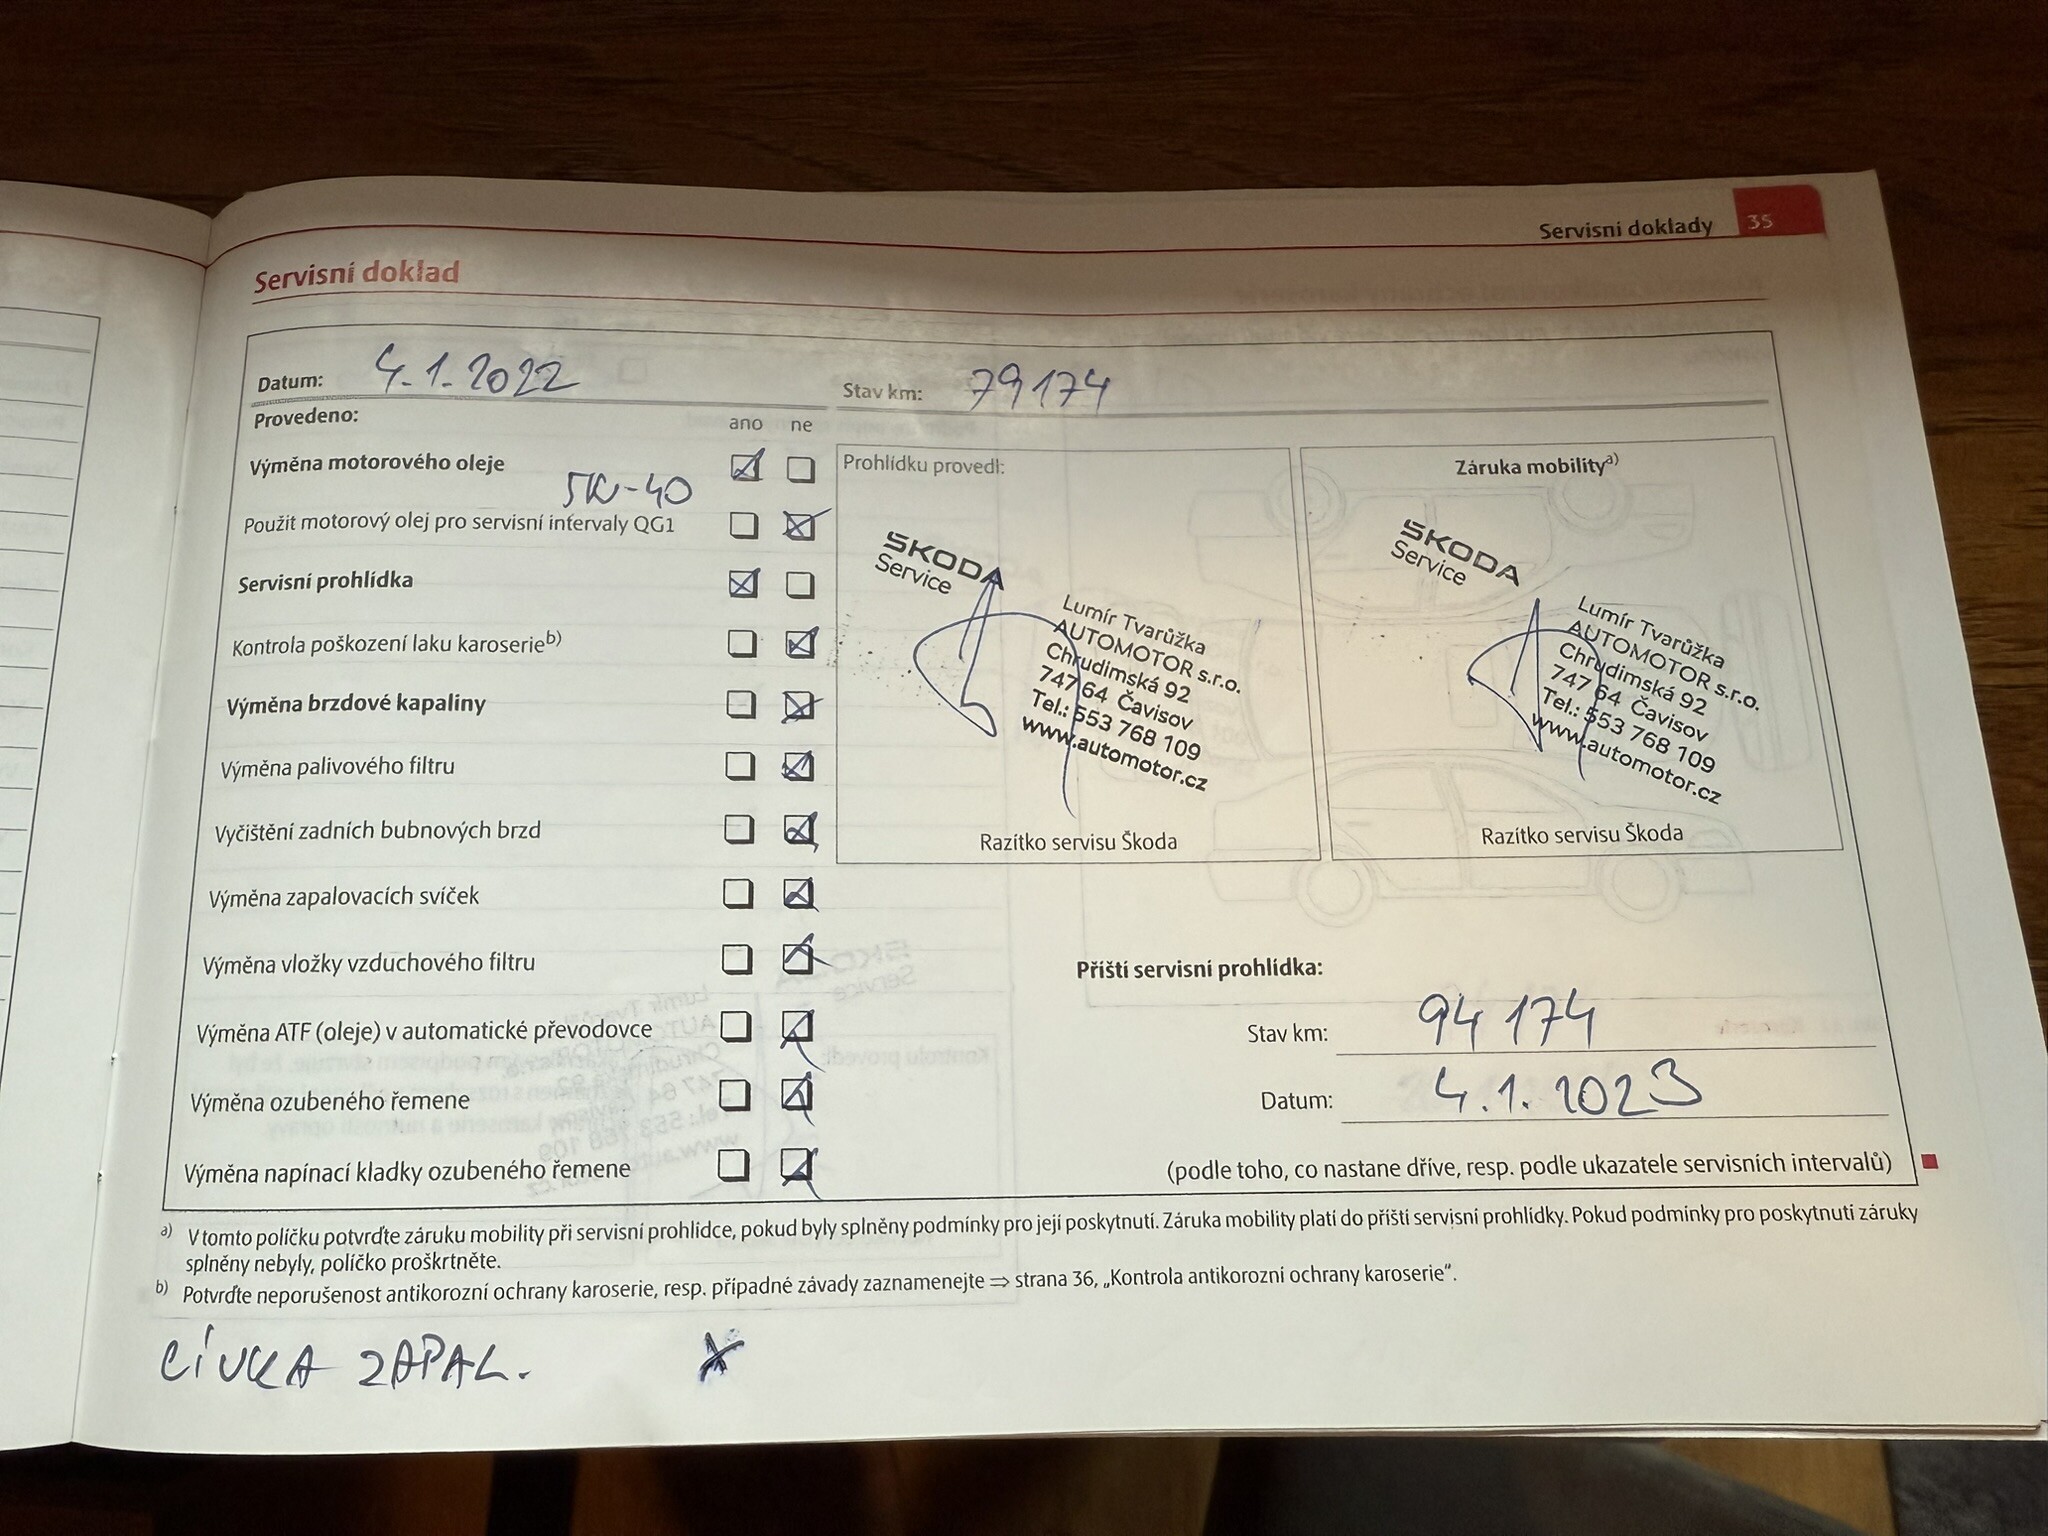 Servisní doklady 35
Servisní doklad
Datum: 4.1.2022 Stav km: 79174
Provedeno: ano ne
Výměna motorového oleje
5W-40
Použit motorový olej pro servisní intervaly QG1
Servisní prohlídka
Kontrola poškození laku karoserie b)
Výměna brzdové kapaliny
Výměna palivového filtru
Vyčištění zadních bubnových brzd
Výměna zapalovacích svíček
Výměna vložky vzduchového filtru
Výměna ATF (oleje) v automatické převodovce
Výměna ozubeného řemene
Výměna napínací kladky ozubeného řemene
Prohlídku provedl:
ŠKODA
Service
Lumír Tvarůžka
AUTOMOTOR s.r.o.
Chrudimská 92
747 64 Čavisov
Tel.: 553 768 109
www.automotor.cz
Razítko servisu Škoda
Záruka mobility a)
ŠKODA
Service
Lumír Tvarůžka
AUTOMOTOR s.r.o.
Chrudimská 92
747 64 Čavisov
Tel.: 553 768 109
www.automotor.cz
Razítko servisu Škoda
Příští servisní prohlídka:
Stav km: 94 174
Datum: 4.1.2023
(podle toho, co nastane dříve, resp. podle ukazatele servisních intervalů)
a) V tomto políčku potvrďte záruku mobility při servisní prohlídce, pokud byly splněny podmínky pro její poskytnutí. Záruka mobility platí do příští servisní prohlídky. Pokud podmínky pro poskytnutí záruky
splněny nebyly, políčko proškrtněte.
b) Potvrďte neporušenost antikorozní ochrany karoserie, resp. případné závady zaznamenejte ⇒ strana 36, „Kontrola antikorozní ochrany karoserie".
CÍVKA ZAPAL. X